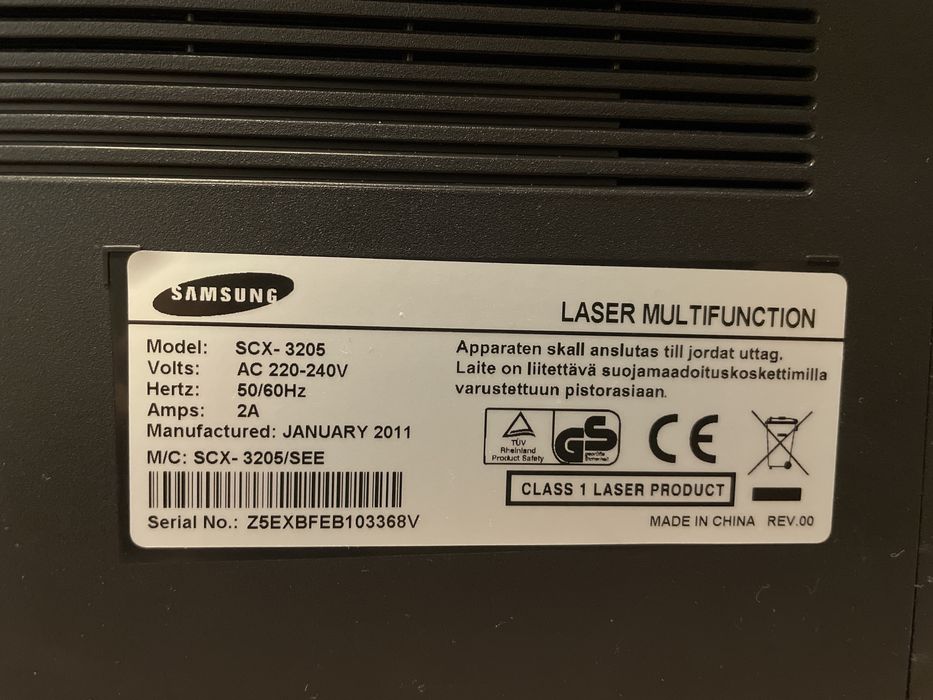 SAMSUNG
LASER MULTIFUNCTION
Model: SCX- 3205
Volts: AC 220-240V
Hertz: 50/60Hz
Amps: 2A
Manufactured: JANUARY 2011
M/C: SCX- 3205/SEE
Serial No.: Z5EXBFEB103368V
Apparaten skall anslutas till jordat uttag.
Laite on liitettävä suojamaadoituskoskettimilla
varustettuun pistorasiaan.
TÜV
Rheinland
Product Safety
GS
geprüfte
Sicherheit
CE
CLASS 1 LASER PRODUCT
MADE IN CHINA REV.00